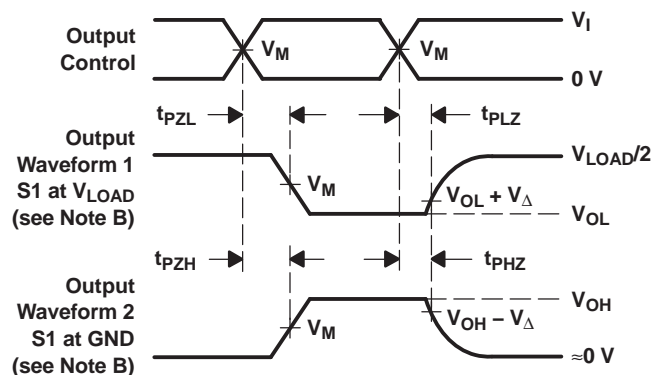 Output
Control
V_M
V_M
V_I
0 V
t_PZL
t_PLZ
Output
Waveform 1
S1 at V_LOAD
(see Note B)
V_M
V_LOAD/2
V_OL + V_Δ
V_OL
t_PZH
t_PHZ
Output
Waveform 2
S1 at GND
(see Note B)
V_M
V_OH
V_OH – V_Δ
≈0 V